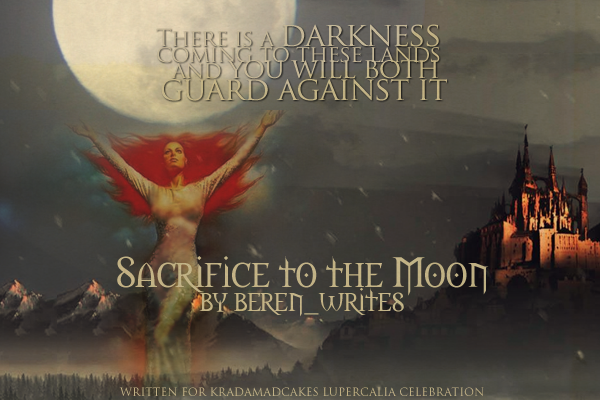 There is a DARKNESS
coming to these lands
and you WILL BOTH
GUARD AGAINST IT
Sacrifice to the Moon
by beren_writes
written for kradamadcakes lupercalia celebration